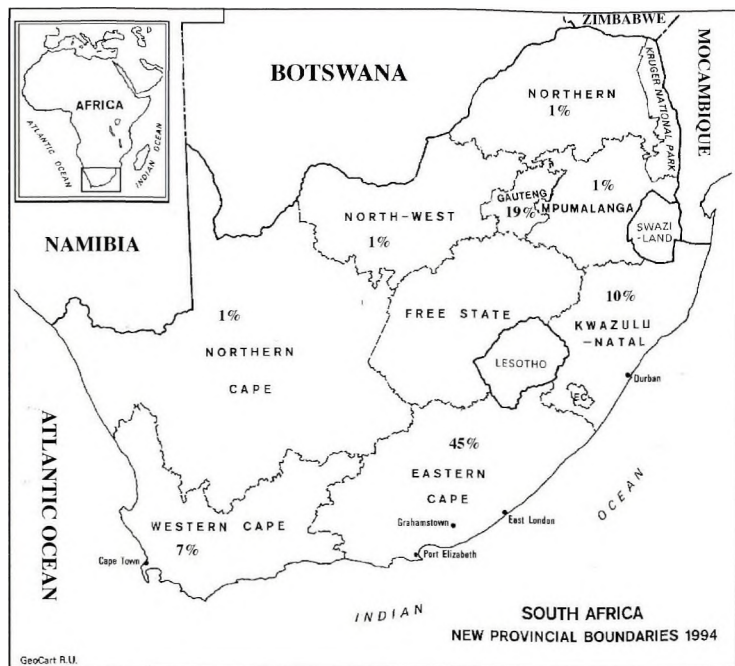 ZIMBABWE
D
BOTSWANA
MOCAMBIQUE
AFRICA
ATLANTIC OCEAN
INDIAN OCEAN
NORTHERN
1%
KRUGER NATIONAL PARK
GAUTENG
19%
1%
MPUMALANGA
NORTH-WEST
1%
SWAZI
-LAND
NAMIBIA
1%
NORTHERN
CAPE
FREE STATE
LESOTHO
10%
KWAZULU
-NATAL
Durban
EC
ATLANTIC OCEAN
45%
EASTERN
CAPE
Grahamstown
East London
Port Elizabeth
WESTERN CAPE
7%
Cape Town
INDIAN OCEAN
SOUTH AFRICA
NEW PROVINCIAL BOUNDARIES 1994
GeoCart R.U.